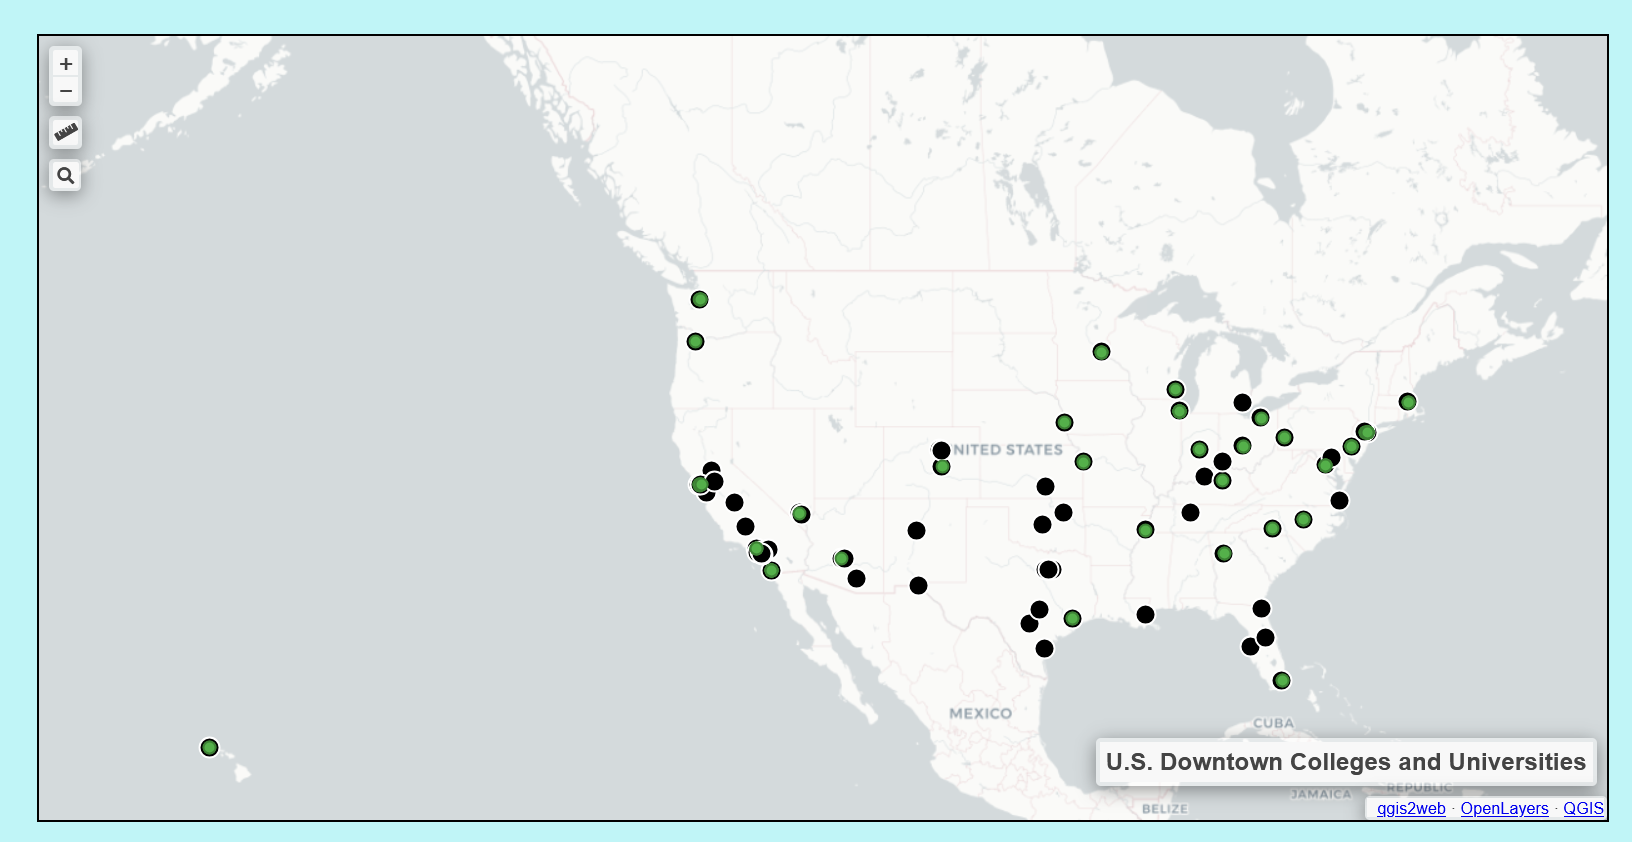 +
−
NITED STATES
MEXICO
CUBA
U.S. Downtown Colleges and Universities
REPUBLIC
JAMAICA
BELIZE
qgis2web · OpenLayers · QGIS